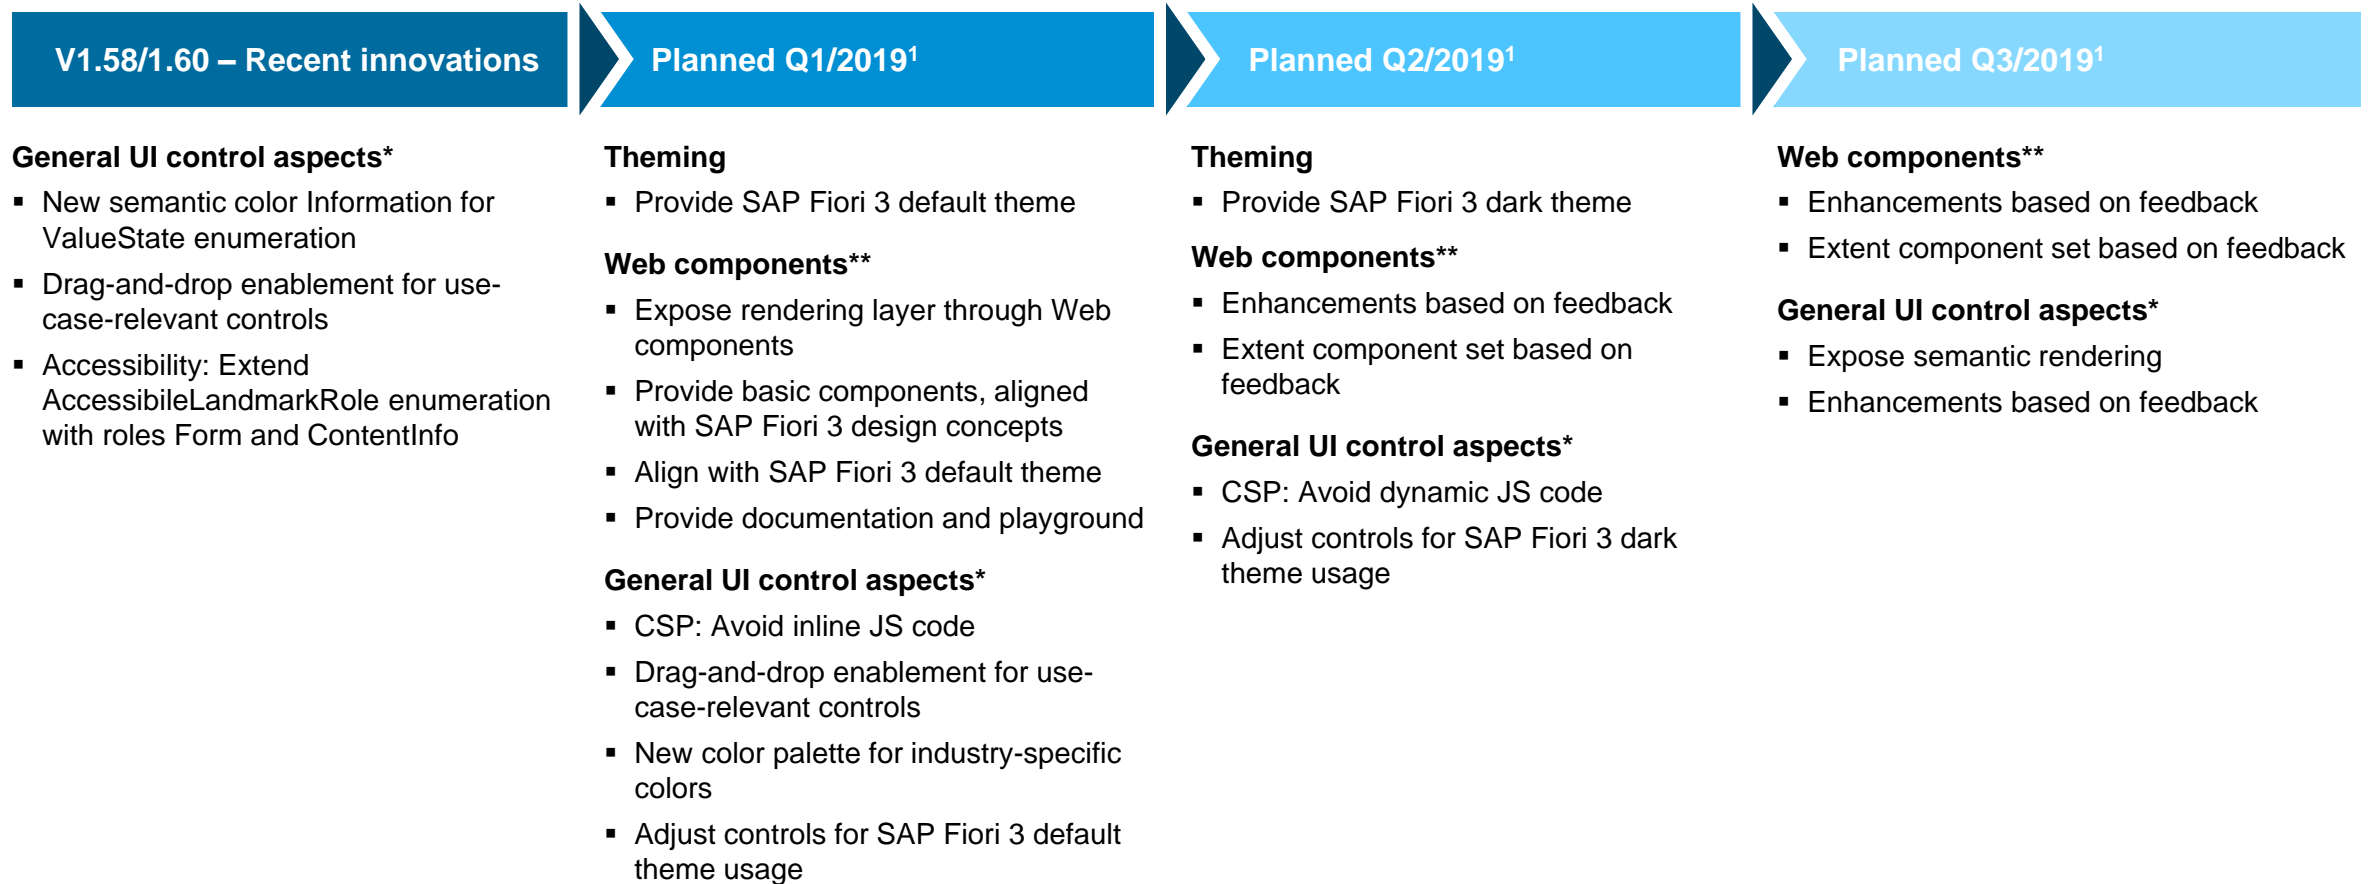 V1.58/1.60 – Recent innovations
Planned Q1/2019¹
Planned Q2/2019¹
Planned Q3/2019¹
General UI control aspects*
▪ New semantic color Information for
ValueState enumeration
▪ Drag-and-drop enablement for use-
case-relevant controls
▪ Accessibility: Extend
AccessibileLandmarkRole enumeration
with roles Form and ContentInfo
Theming
▪ Provide SAP Fiori 3 default theme
Web components**
▪ Expose rendering layer through Web
components
▪ Provide basic components, aligned
with SAP Fiori 3 design concepts
▪ Align with SAP Fiori 3 default theme
▪ Provide documentation and playground
General UI control aspects*
▪ CSP: Avoid inline JS code
▪ Drag-and-drop enablement for use-
case-relevant controls
▪ New color palette for industry-specific
colors
▪ Adjust controls for SAP Fiori 3 default
theme usage
Theming
▪ Provide SAP Fiori 3 dark theme
Web components**
▪ Enhancements based on feedback
▪ Extent component set based on
feedback
General UI control aspects*
▪ CSP: Avoid dynamic JS code
▪ Adjust controls for SAP Fiori 3 dark
theme usage
Web components**
▪ Enhancements based on feedback
▪ Extent component set based on feedback
General UI control aspects*
▪ Expose semantic rendering
▪ Enhancements based on feedback